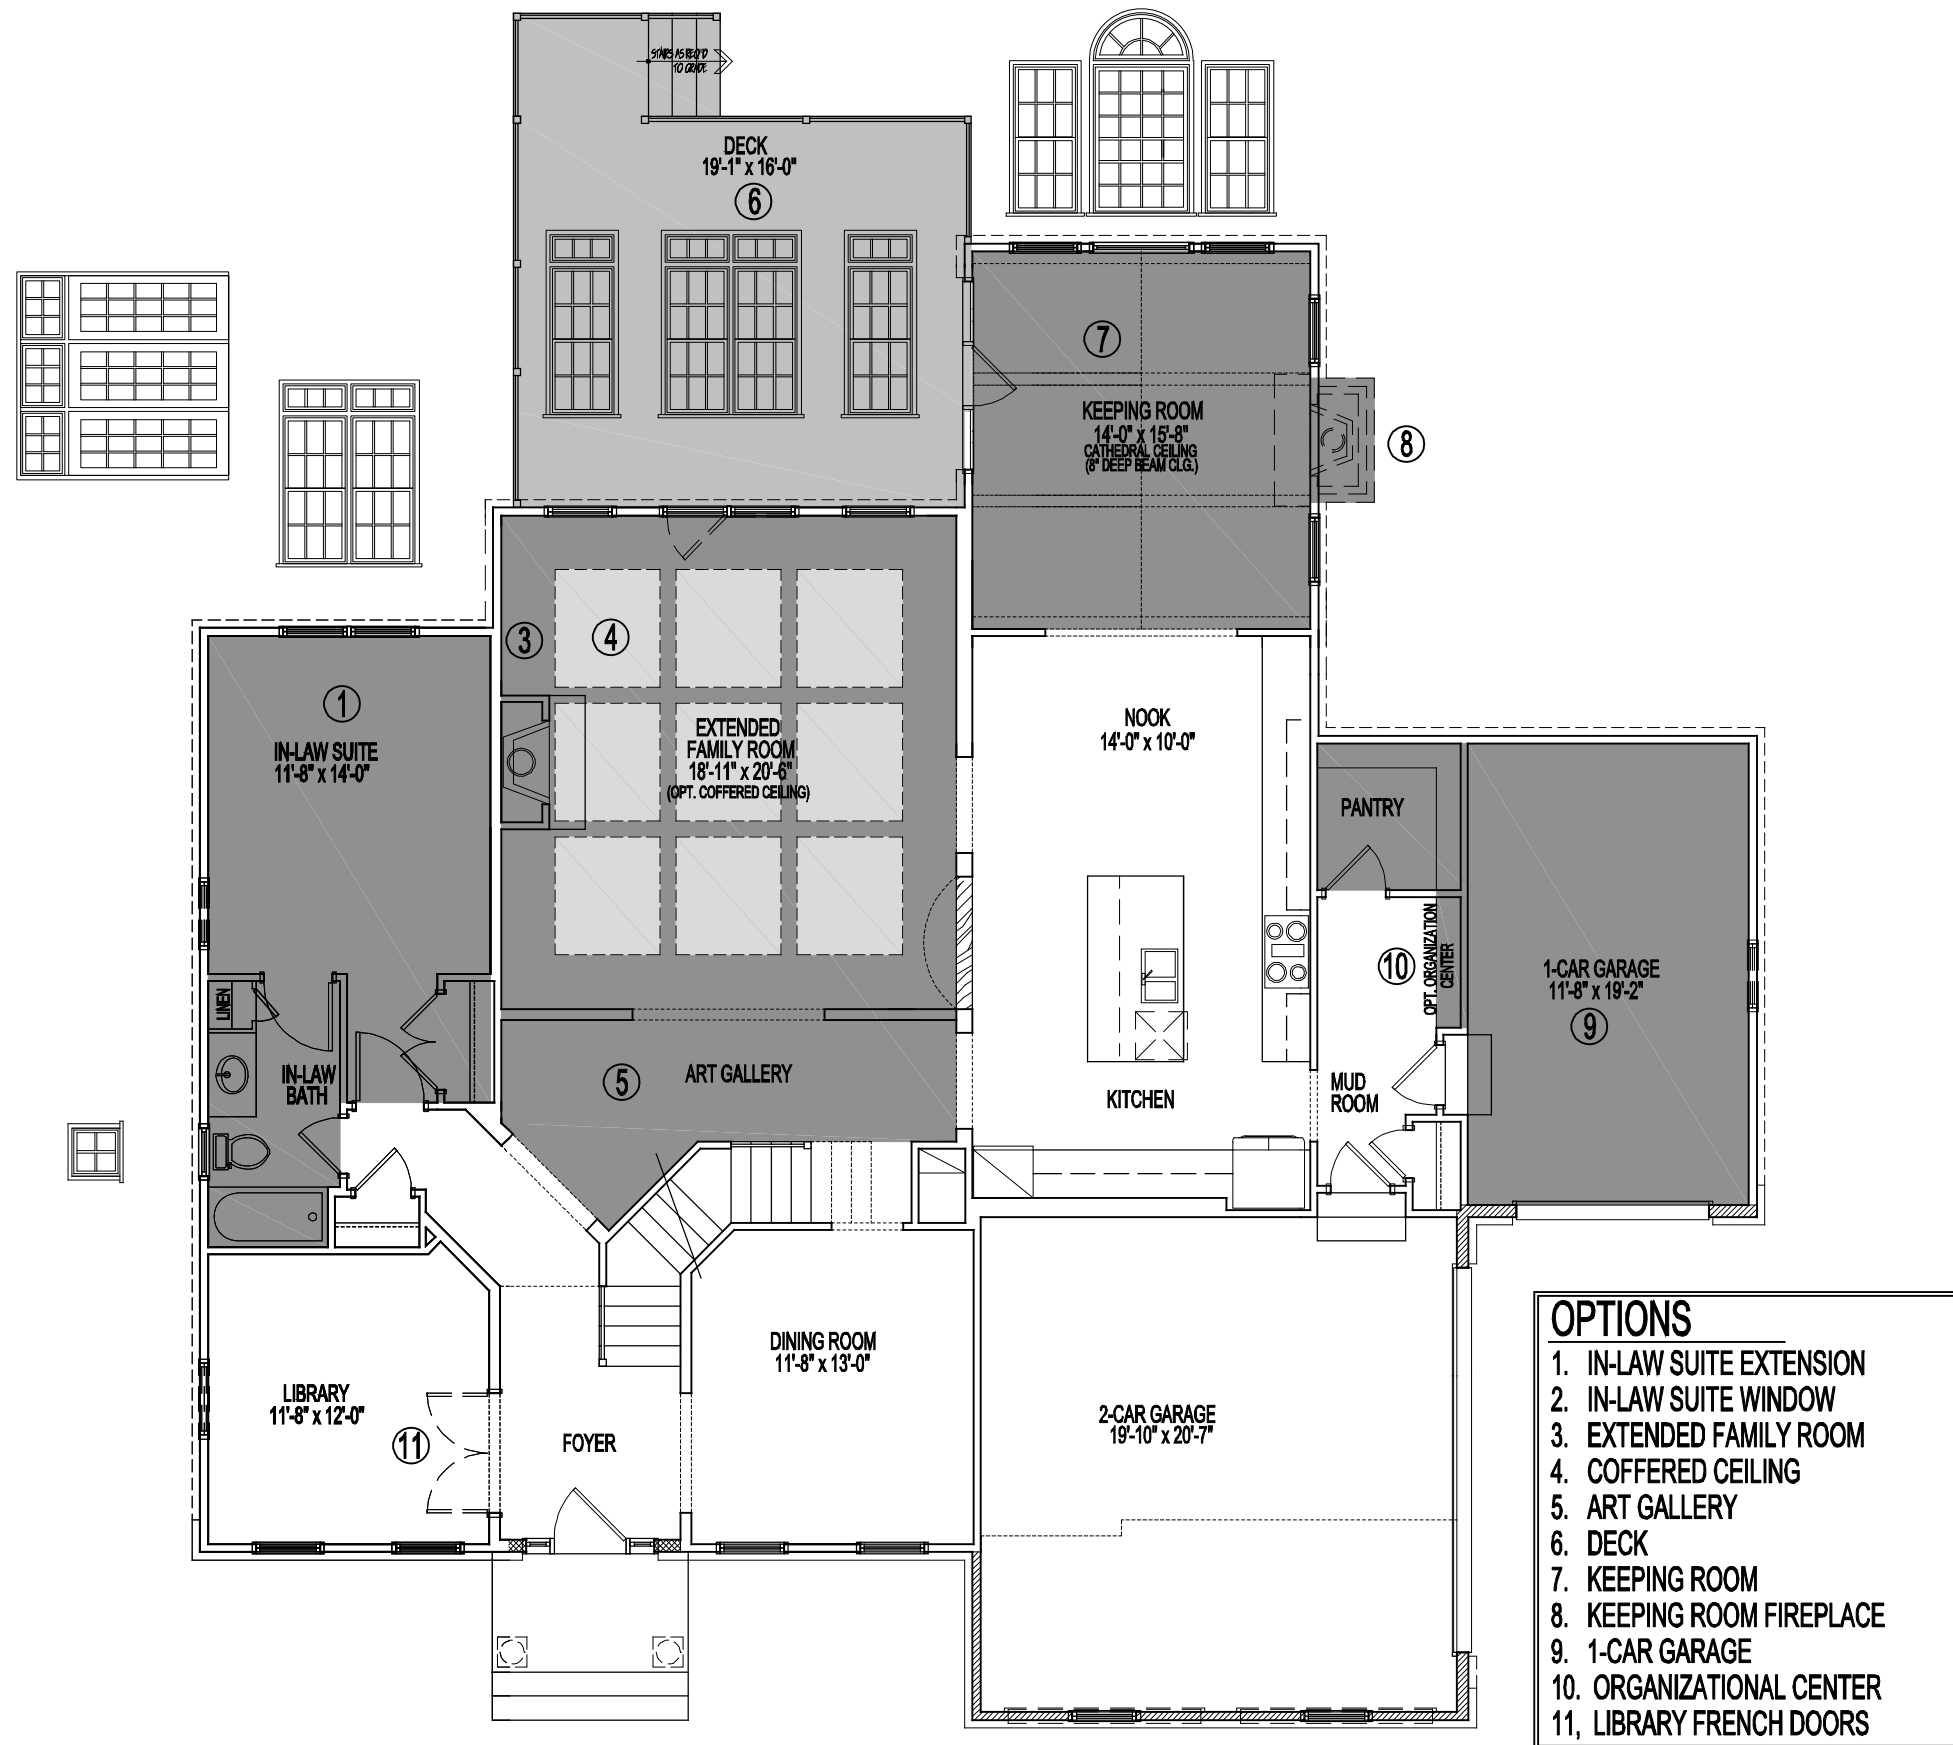 STAIRS AS REQ'D
TO GRADE
DECK
19'-1" x 16'-0"
6
7
KEEPING ROOM
14'-0" x 15'-8"
CATHEDRAL CEILING
(8" DEEP BEAM CLG.)
8
3
4
1
IN-LAW SUITE
11'-8" x 14'-0"
EXTENDED
FAMILY ROOM
18'-11" x 20'-6"
(OPT. COFFERED CEILING)
NOOK
14'-0" x 10'-0"
PANTRY
10
OPT. ORGANIZATION
CENTER
1-CAR GARAGE
11'-8" x 19'-2"
9
LINEN
IN-LAW
BATH
5
ART GALLERY
KITCHEN
MUD
ROOM
DINING ROOM
11'-8" x 13'-0"
LIBRARY
11'-8" x 12'-0"
11
FOYER
2-CAR GARAGE
19'-10" x 20'-7"
OPTIONS
1. IN-LAW SUITE EXTENSION
2. IN-LAW SUITE WINDOW
3. EXTENDED FAMILY ROOM
4. COFFERED CEILING
5. ART GALLERY
6. DECK
7. KEEPING ROOM
8. KEEPING ROOM FIREPLACE
9. 1-CAR GARAGE
10. ORGANIZATIONAL CENTER
11, LIBRARY FRENCH DOORS